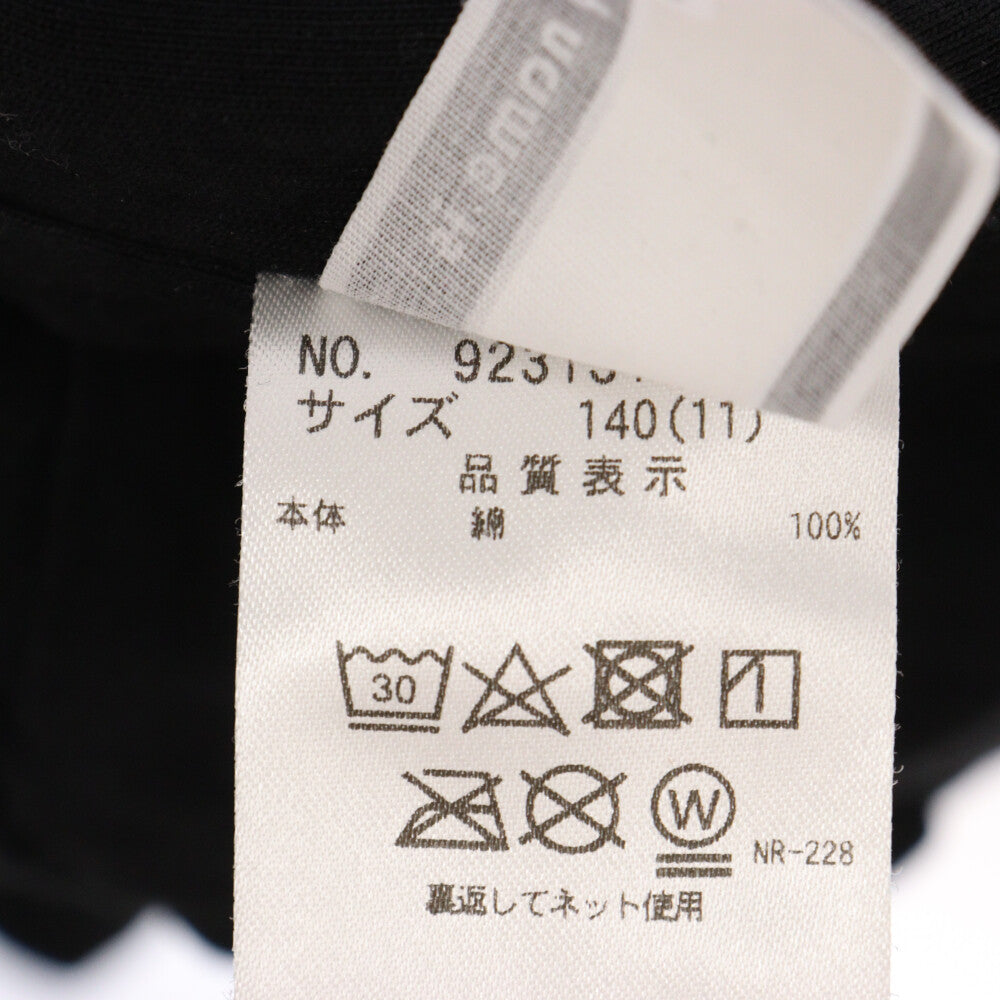 NO.
サイズ 140(11)
品質表示
本体 綿 100%
30
W
NR-228
裏返してネット使用